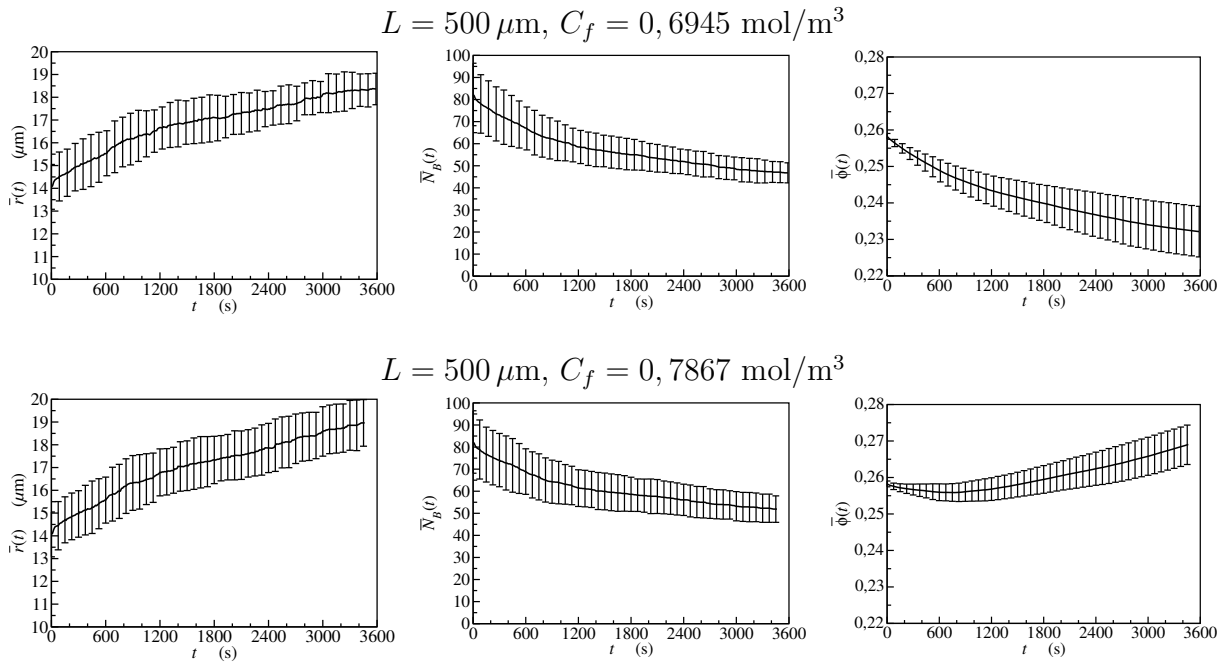 L = 500 μm, C_f = 0,6945 mol/m³
20
19
18
17
16
15
14
13
12
11
10
r̄(t) (μm)
0 600 1200 1800 2400 3000 3600
t (s)
100
90
80
70
60
50
40
30
20
10
0
N̄_B(t)
0 600 1200 1800 2400 3000 3600
t (s)
0,28
0,27
0,26
0,25
0,24
0,23
0,22
ϕ̄(t)
0 600 1200 1800 2400 3000 3600
t (s)
L = 500 μm, C_f = 0,7867 mol/m³
20
19
18
17
16
15
14
13
12
11
10
r̄(t) (μm)
0 600 1200 1800 2400 3000 3600
t (s)
100
90
80
70
60
50
40
30
20
10
0
N̄_B(t)
0 600 1200 1800 2400 3000 3600
t (s)
0,28
0,27
0,26
0,25
0,24
0,23
0,22
ϕ̄(t)
0 600 1200 1800 2400 3000 3600
t (s)